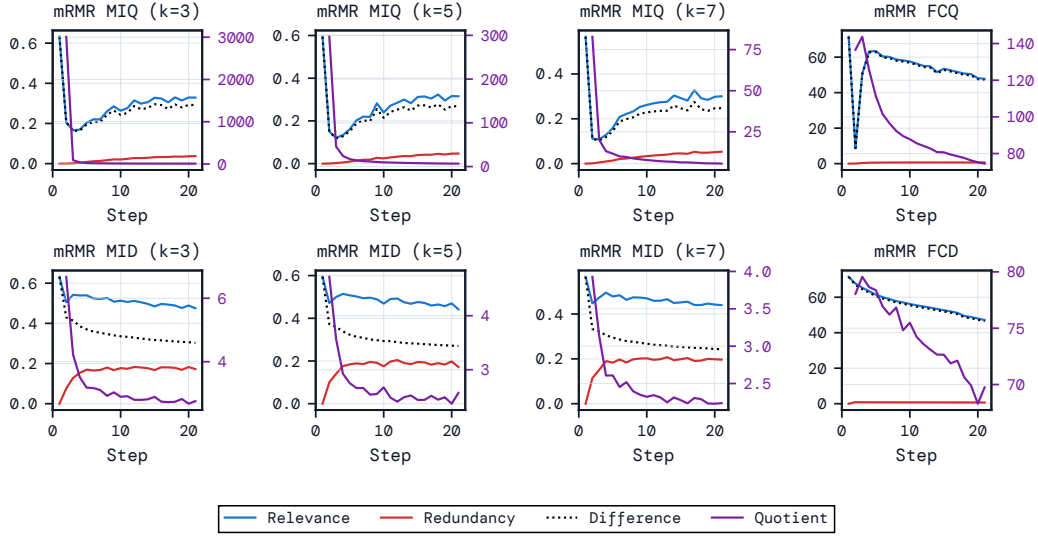 mRMR MIQ (k=3) mRMR MIQ (k=5) mRMR MIQ (k=7) mRMR FCQ
0.6 0.4 0.2 0.0 3000 2000 1000 0 0.6 0.4 0.2 0.0 300 200 100 0 0.4 0.2 0.0 75 50 25 60 40 20 0 140 120 100 80
0 10 20 0 10 20 0 10 20 0 10 20
Step Step Step Step
mRMR MID (k=3) mRMR MID (k=5) mRMR MID (k=7) mRMR FCD
0.6 0.4 0.2 0.0 6 4 0.6 0.4 0.2 0.0 4 3 0.4 0.2 0.0 4.0 3.5 3.0 2.5 60 40 20 0 80 75 70
0 10 20 0 10 20 0 10 20 0 10 20
Step Step Step Step
Relevance Redundancy Difference Quotient